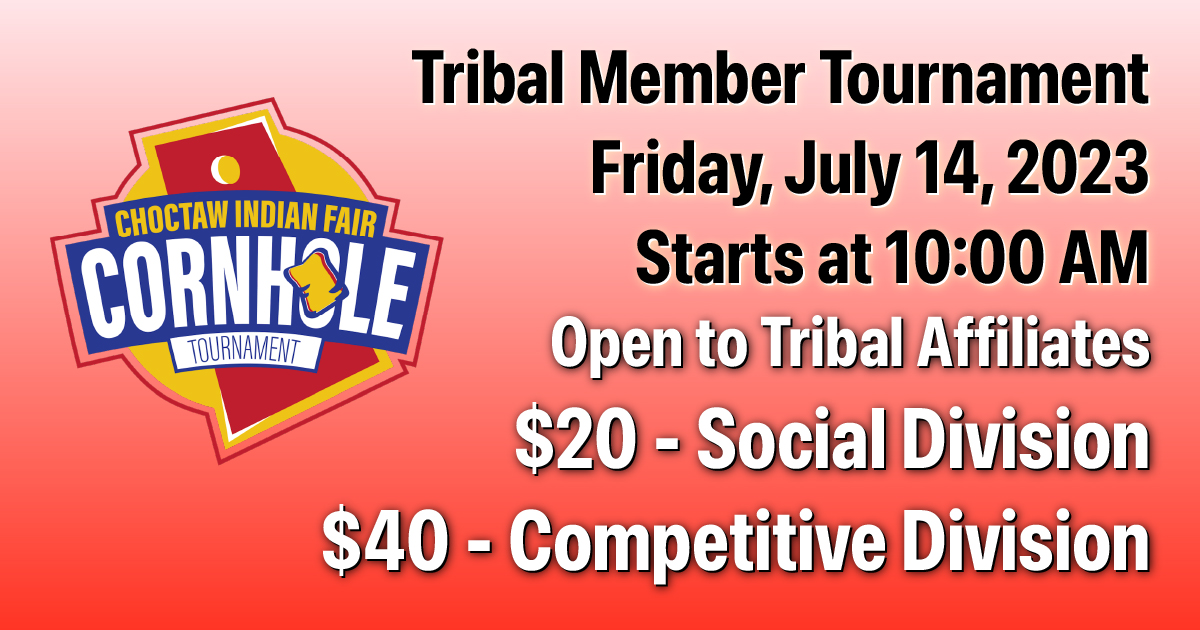 Tribal Member Tournament
Friday, July 14, 2023
Starts at 10:00 AM
Open to Tribal Affiliates
$20 - Social Division
$40 - Competitive Division
CHOCTAW INDIAN FAIR
CORNHOLE
TOURNAMENT